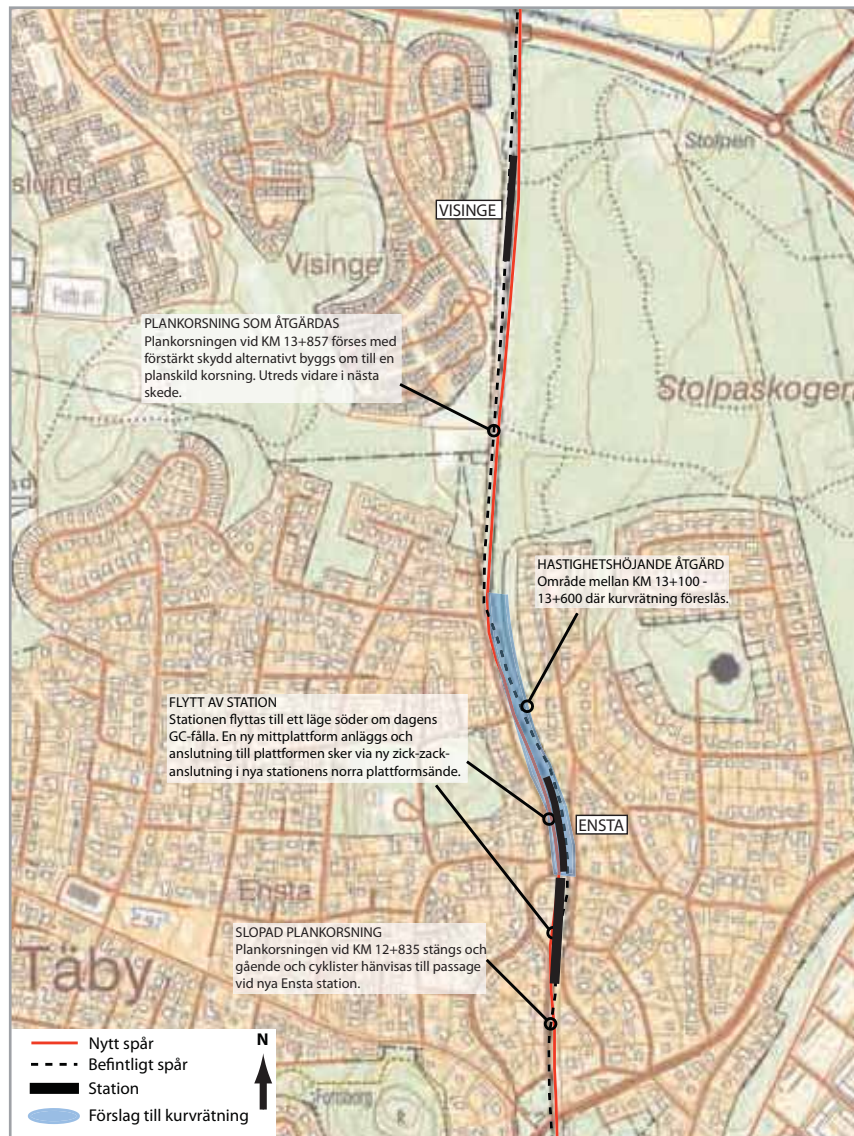 Stolpen
VISINGE
Visinge
PLANKORSNING SOM ÅTGÄRDAS
Plankorsningen vid KM 13+857 förses med
förstärkt skydd alternativt byggs om till en
planskild korsning. Utreds vidare i nästa
skede.
Stolpaskogen
HASTIGHETSHÖJANDE ÅTGÄRD
Område mellan KM 13+100 -
13+600 där kurvrätning föreslås.
FLYTT AV STATION
Stationen flyttas till ett läge söder om dagens
GC-fålla. En ny mittplattform anläggs och
anslutning till plattformen sker via ny zick-zack-
anslutning i nya stationens norra plattformsände.
ENSTA
Ensta
SLOPAD PLANKORSNING
Plankorsningen vid KM 12+835 stängs och
gående och cyklister hänvisas till passage
vid nya Ensta station.
Täby
Nytt spår
Befintligt spår
Station
Förslag till kurvrätning
N
R